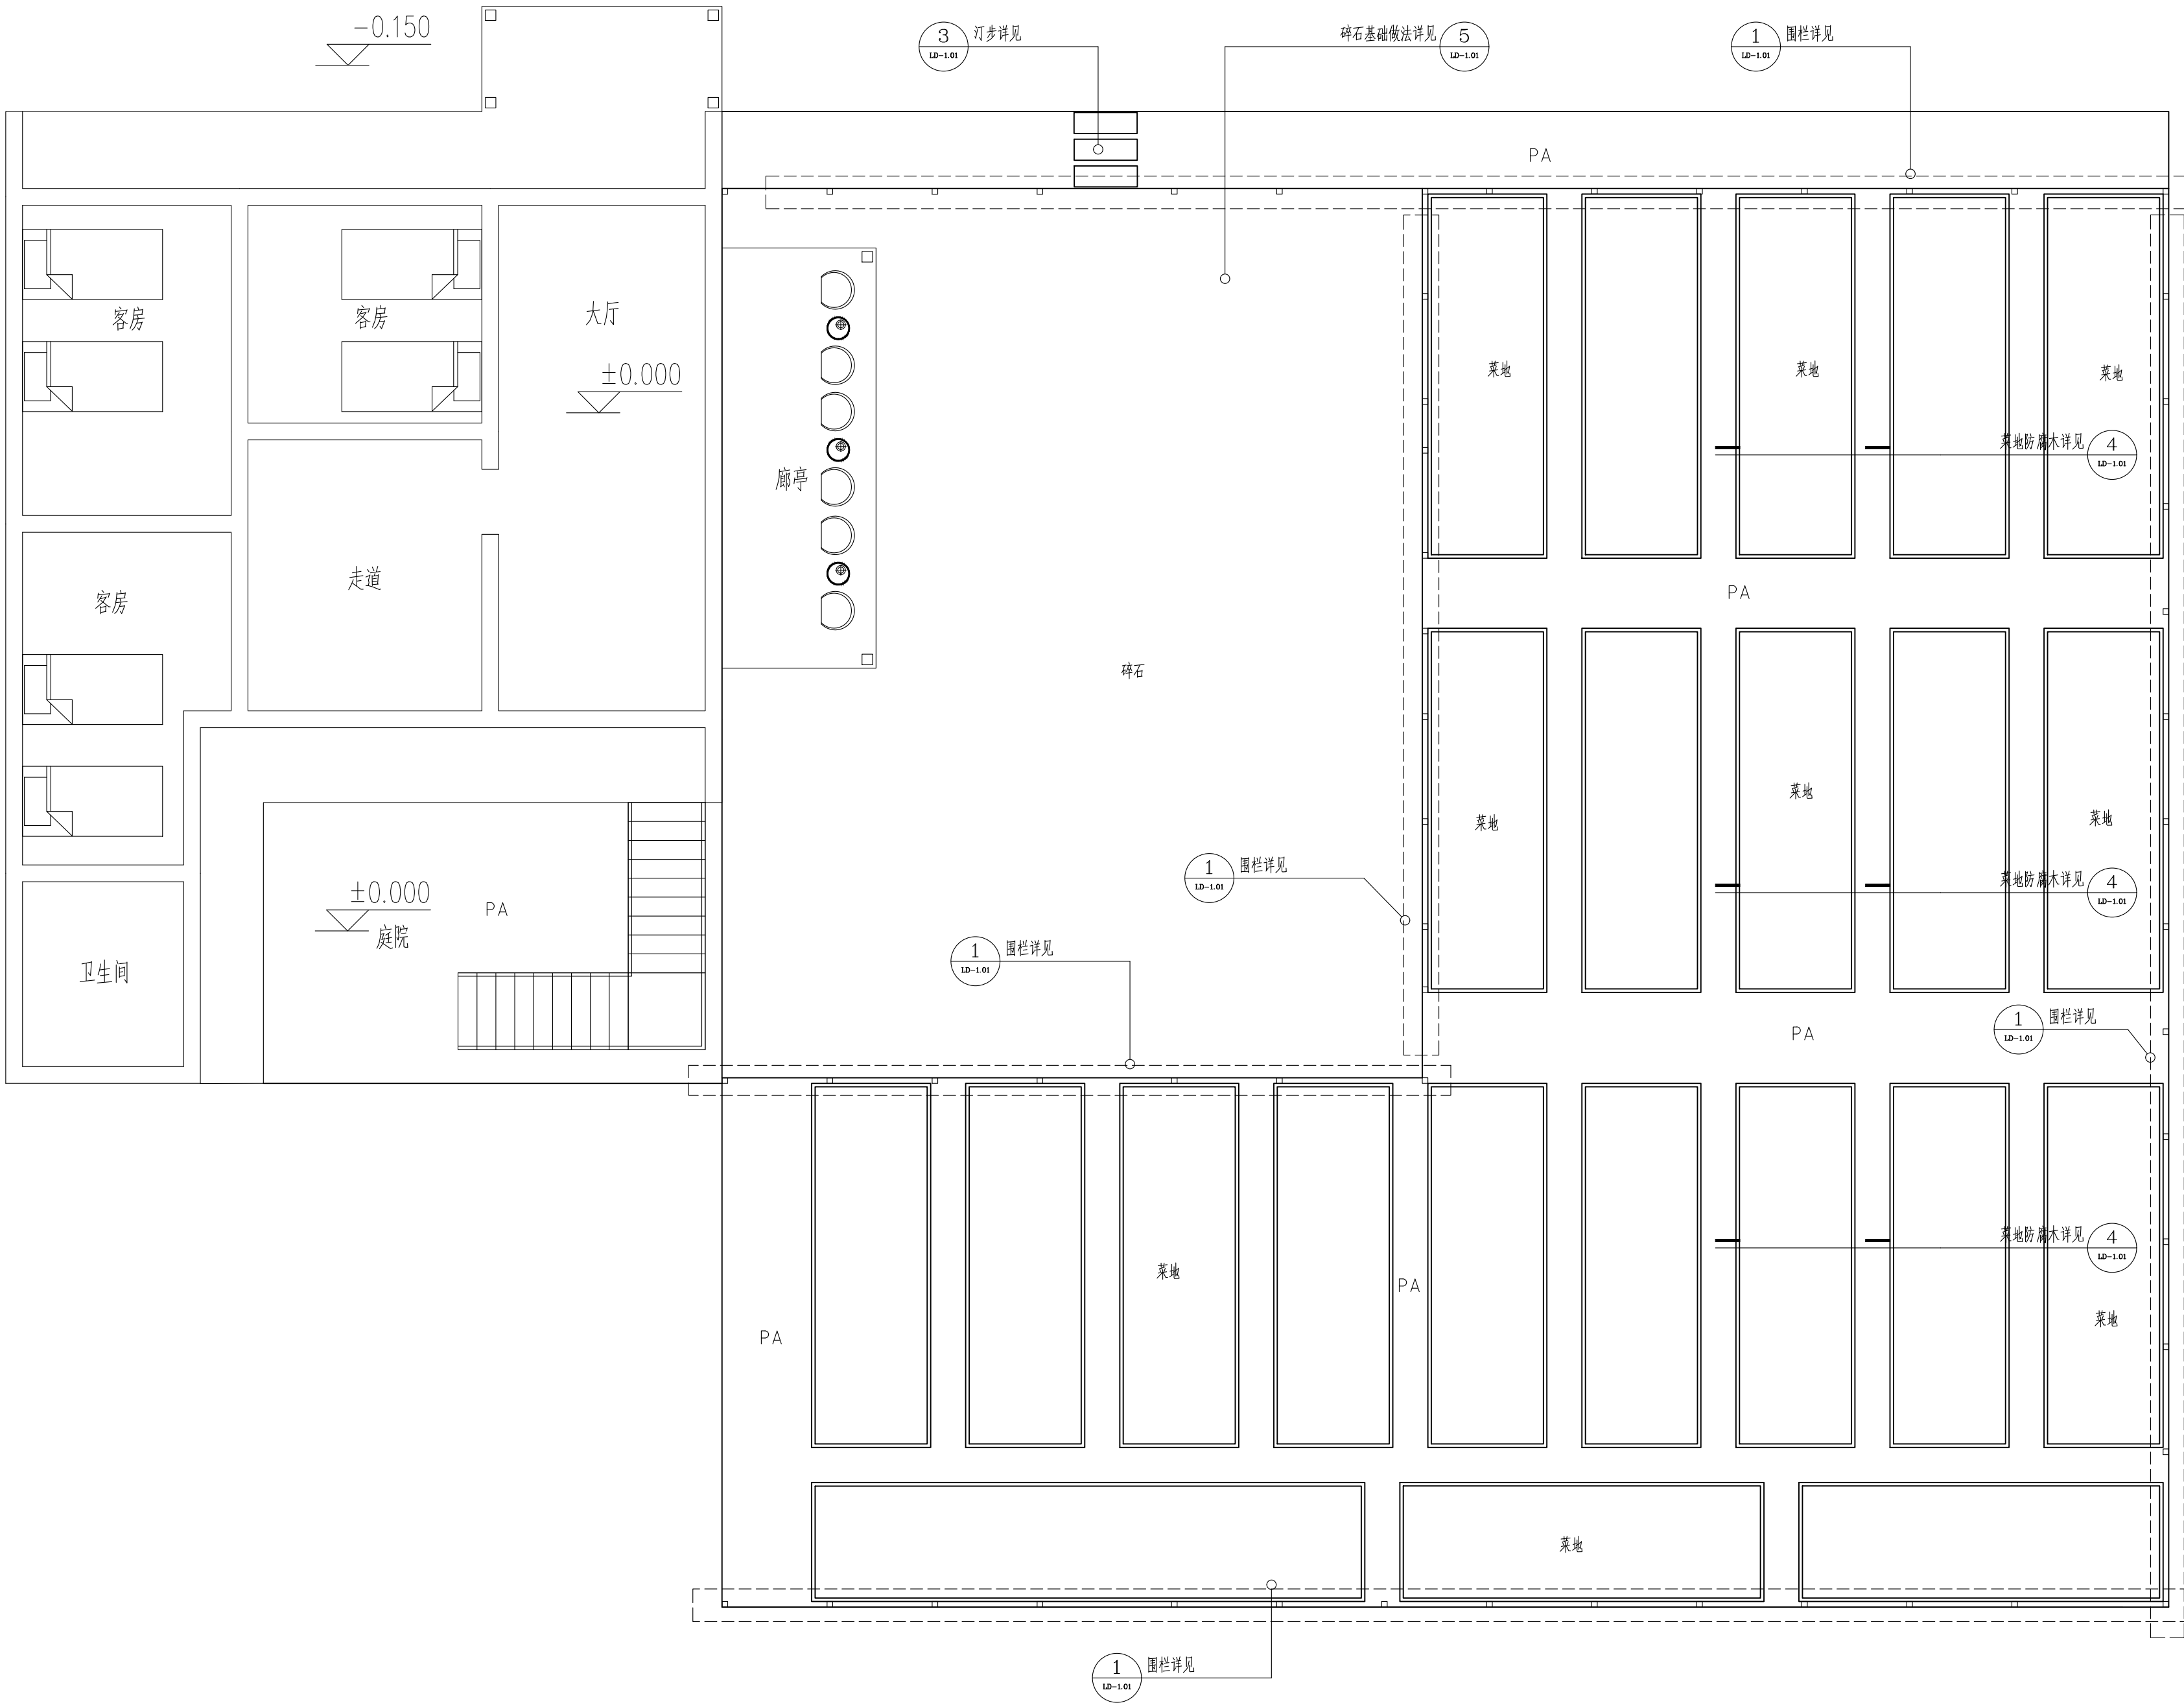 -0.150
3
LD-1.01
汀步详见
碎石基础做法详见
5
LD-1.01
1
LD-1.01
围栏详见
PA
客房
客房
大厅
±0.000
菜地
菜地
菜地
菜地防腐木详见
4
LD-1.01
廊亭
走道
客房
PA
碎石
菜地
菜地
菜地
1
LD-1.01
围栏详见
菜地防腐木详见
4
LD-1.01
±0.000
PA
庭院
1
LD-1.01
围栏详见
卫生间
PA
1
LD-1.01
围栏详见
菜地防腐木详见
4
LD-1.01
菜地
PA
菜地
PA
菜地
1
LD-1.01
围栏详见